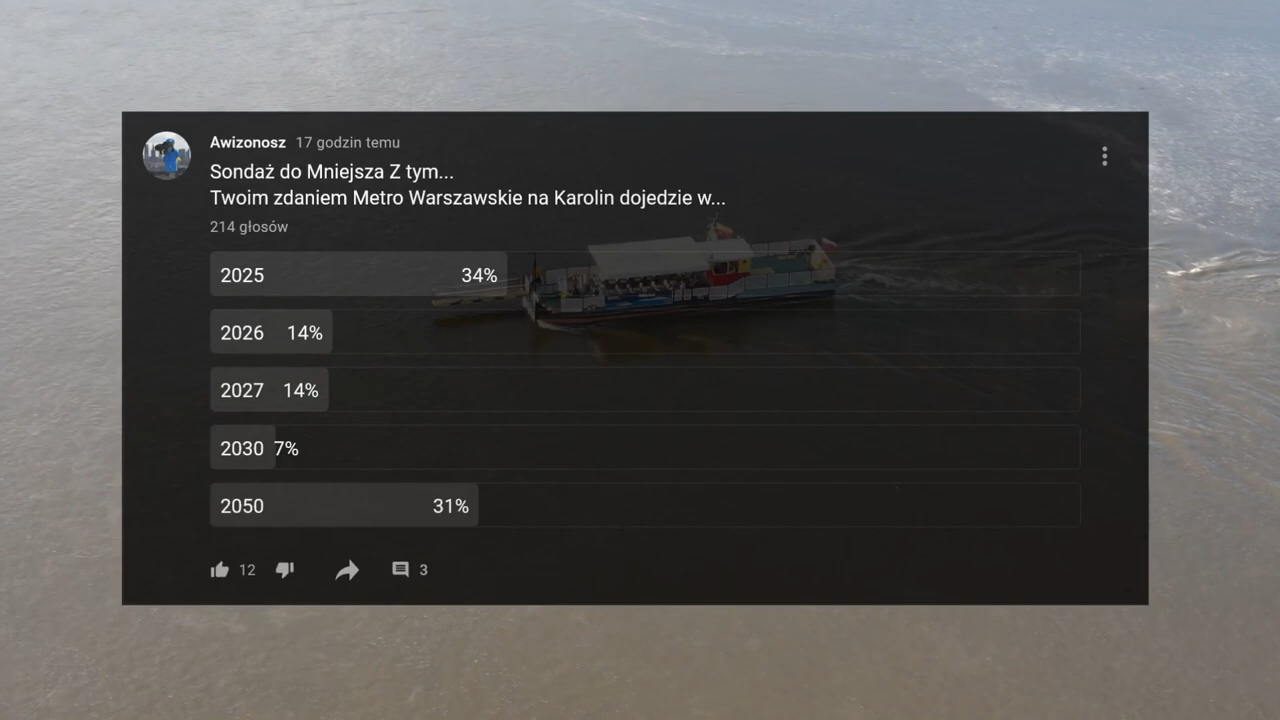 Awizonosz 17 godzin temu
Sondaż do Mniejsza Z tym...
Twoim zdaniem Metro Warszawskie na Karolin dojedzie w...
214 głosów
2025 34%
2026 14%
2027 14%
2030 7%
2050 31%
12 3